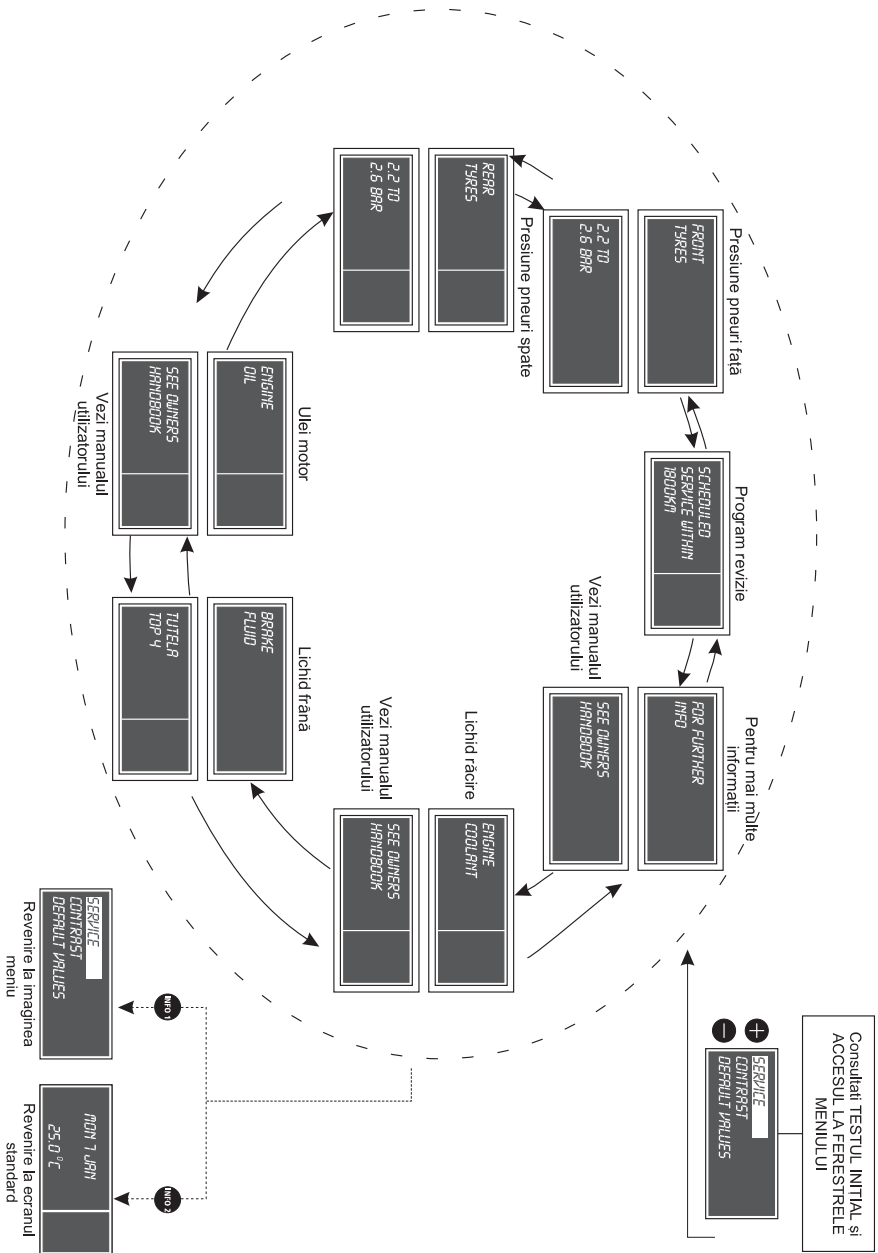 Consultati TESTUL INITIAL și
ACCESUL LA FERESTRELE
MENIULUI
+
−
SERVICE
CONTRAST
DEFAULT VALUES
Presiune pneuri față
FRONT
TYRES
2.2 TO
2.6 BAR
Presiune pneuri spate
REAR
TYRES
2.2 TO
2.6 BAR
Program revizie
SCHEDULED
SERVICE WITHIN
1800KM
Pentru mai multe
informații
FOR FURTHER
INFO
Vezi manualul
utilizatorului
SEE OWNERS
HANDBOOK
Lichid răcire
ENGINE
COOLANT
Vezi manualul
utilizatorului
SEE OWNERS
HANDBOOK
Lichid frână
BRAKE
FLUID
TUTELA
TOP 4
Ulei motor
ENGINE
OIL
SEE OWNERS
HANDBOOK
Vezi manualul
utilizatorului
INFO 1
SERVICE
CONTRAST
DEFAULT VALUES
Revenire la imaginea
meniu
INFO 2
MON 7 JAN
25.0°C
Revenire la ecranul
standard